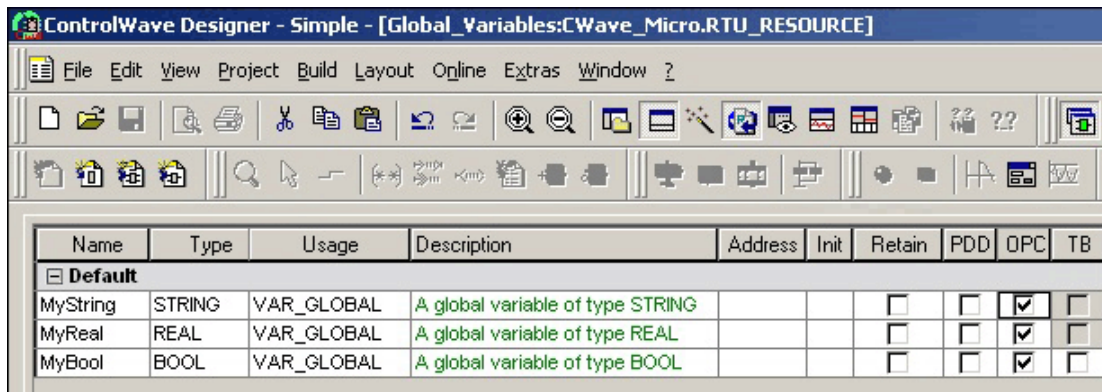 ControlWave Designer - Simple - [Global_Variables:CWave_Micro.RTU_RESOURCE]
File Edit View Project Build Layout Online Extras Window ?
Name Type Usage Description Address Init Retain PDD OPC TB
Default
MyString STRING VAR_GLOBAL A global variable of type STRING
MyReal REAL VAR_GLOBAL A global variable of type REAL
MyBool BOOL VAR_GLOBAL A global variable of type BOOL